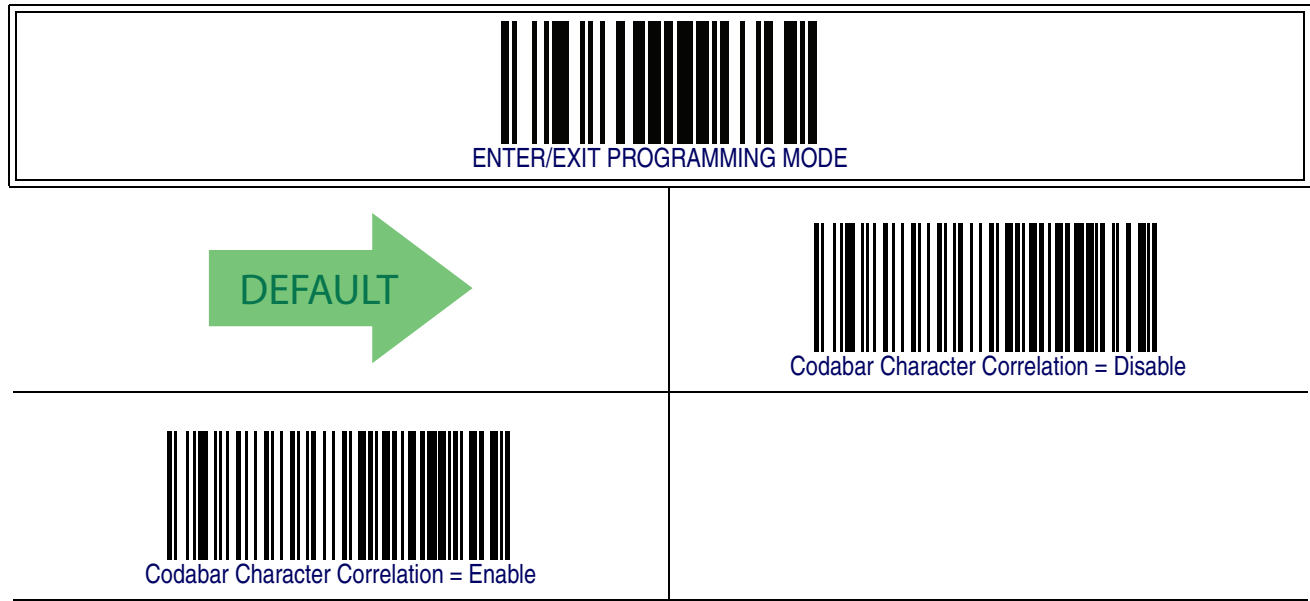 ENTER/EXIT PROGRAMMING MODE
DEFAULT
Codabar Character Correlation = Disable
Codabar Character Correlation = Enable